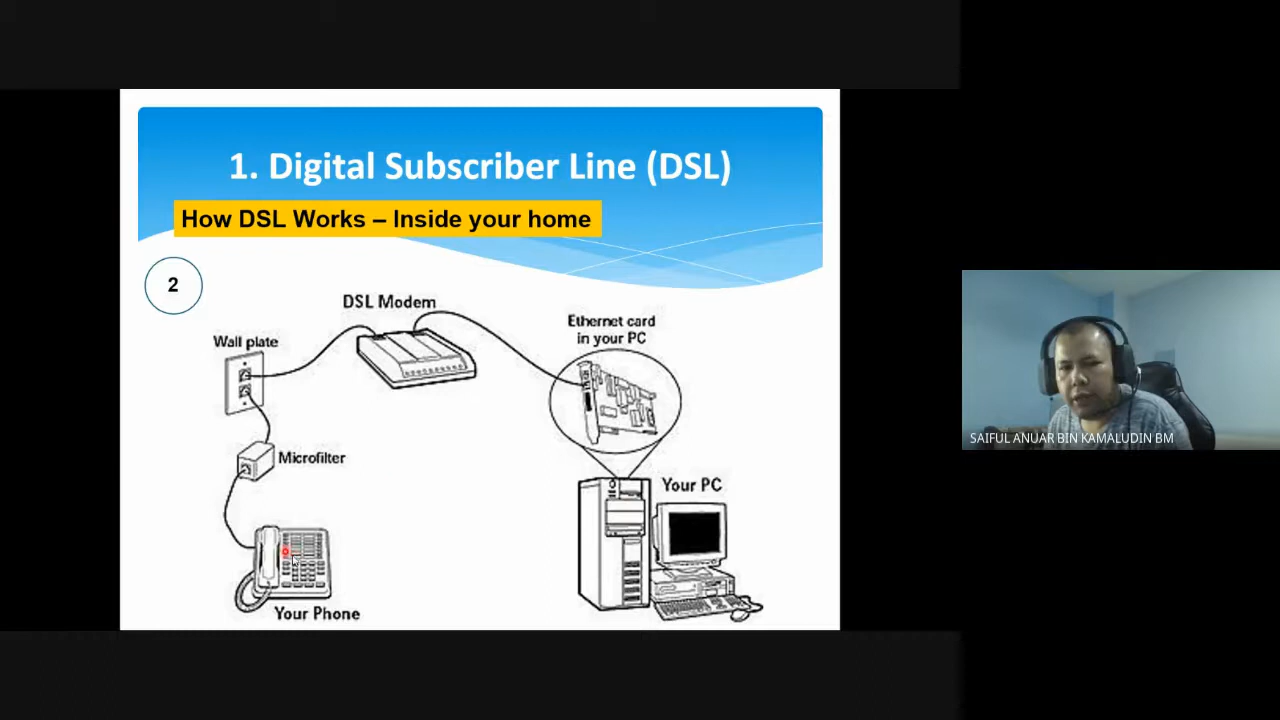 1. Digital Subscriber Line (DSL)
How DSL Works – Inside your home
2
DSL Modem
Ethernet card
in your PC
Wall plate
Microfilter
Your PC
Your Phone
SAIFUL ANUAR BIN KAMALUDIN BM